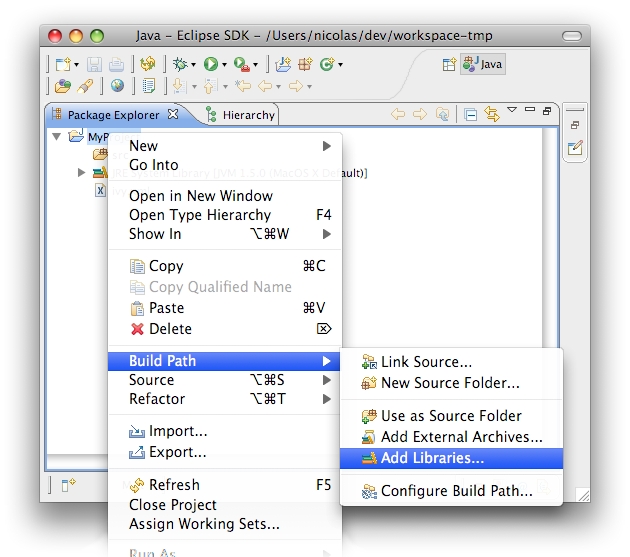 Java – Eclipse SDK – /Users/nicolas/dev/workspace-tmp
Java
Package Explorer
Hierarchy
New
Go Into
Library [JVM 1.5.0 (MacOS X Default)]
Open in New Window
Open Type Hierarchy F4
Show In ⌥⌘W
Copy ⌘C
Copy Qualified Name
Paste ⌘V
Delete ⌦
Build Path
Source ⌥⌘S
Refactor ⌥⌘T
Import...
Export...
Refresh F5
Close Project
Assign Working Sets...
Run As
Link Source...
New Source Folder...
Use as Source Folder
Add External Archives...
Add Libraries...
Configure Build Path...